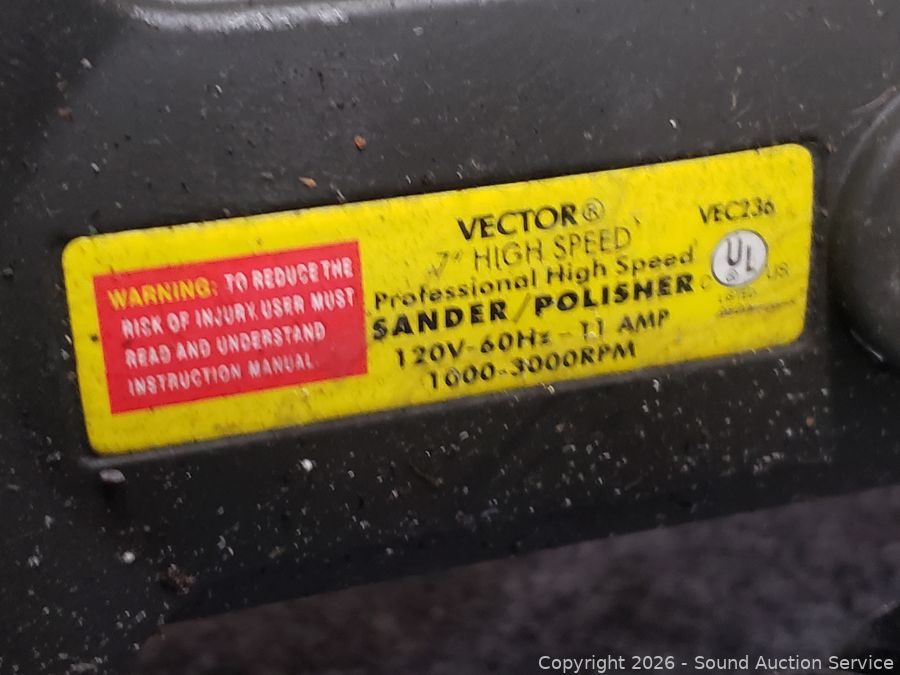 WARNING: TO REDUCE THE
RISK OF INJURY, USER MUST
READ AND UNDERSTAND
INSTRUCTION MANUAL.
VECTOR®
7" HIGH SPEED
Professional High Speed
SANDER/POLISHER
120V-60Hz-11 AMP
1000-3000RPM
VEC236
UL
C US
Copyright © 2026 - Sound Auction Service